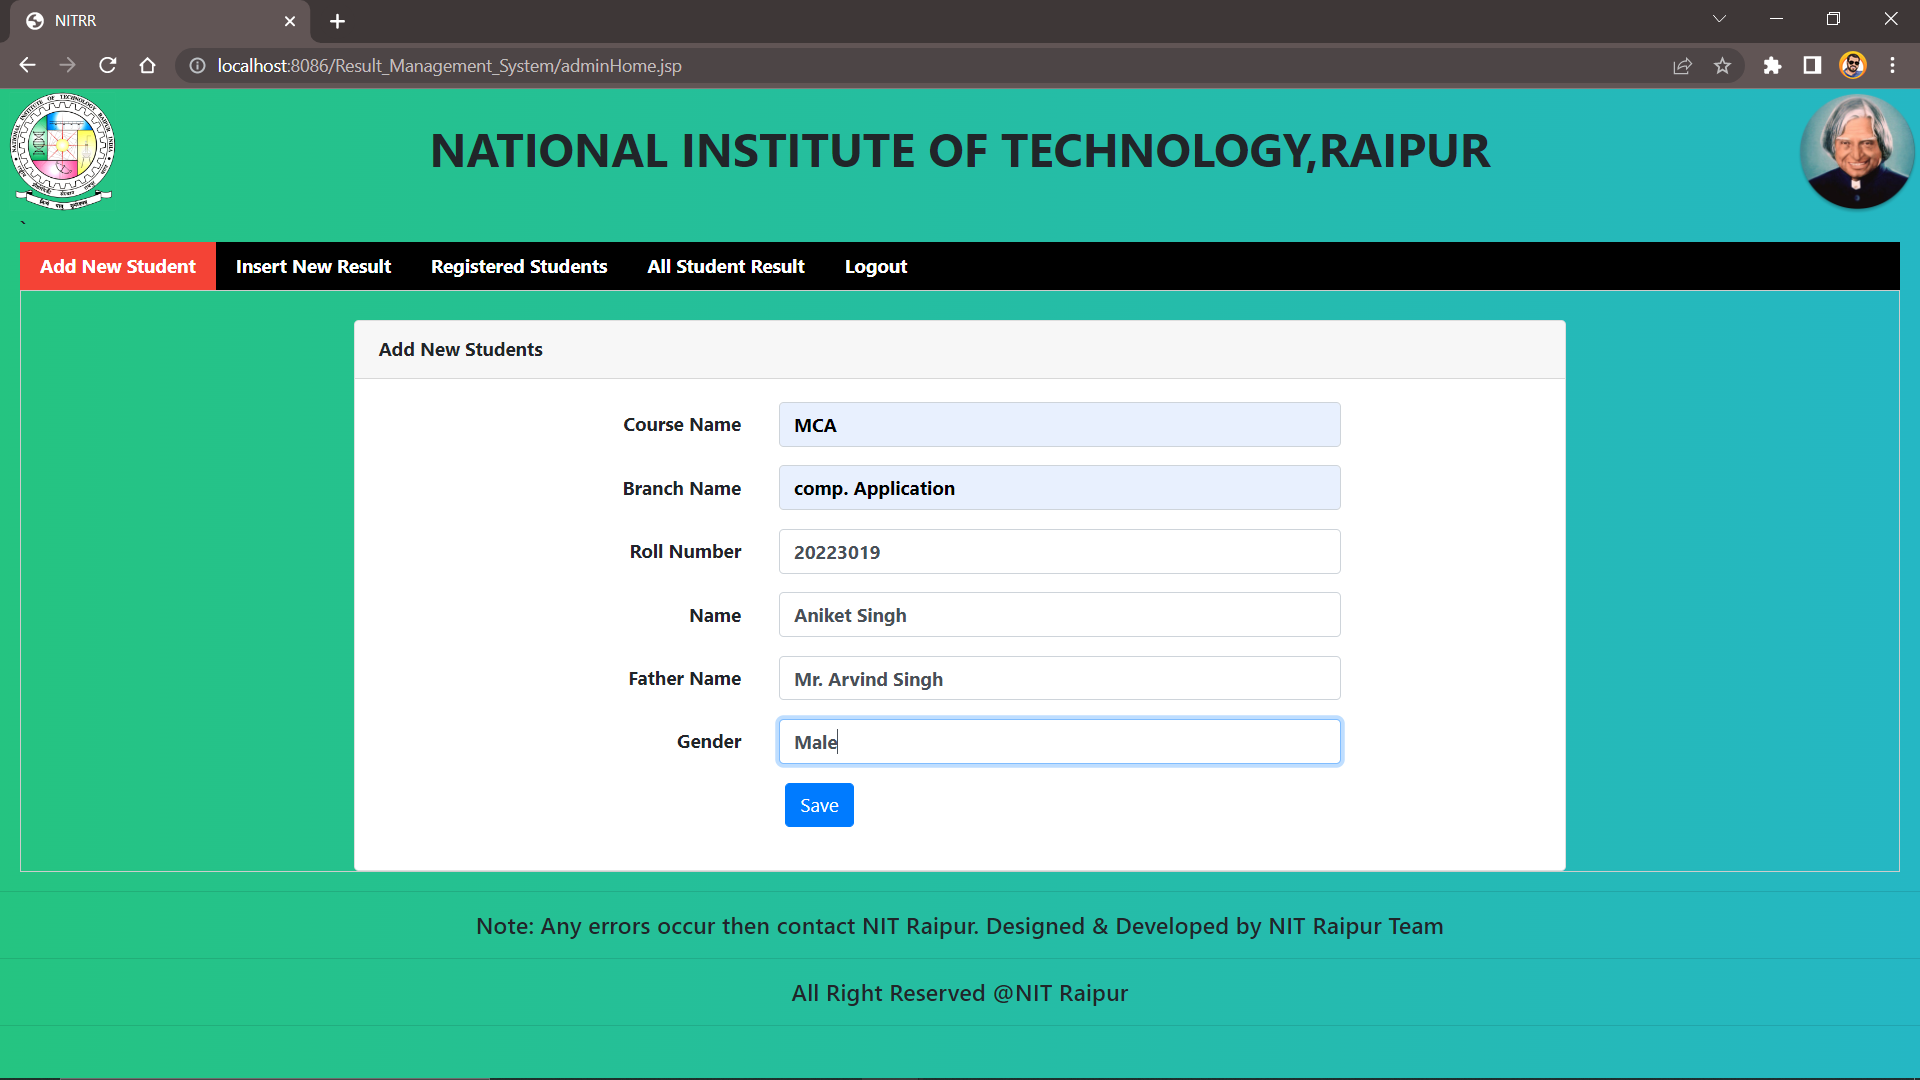 NITRR
localhost:8086/Result_Management_System/adminHome.jsp
NATIONAL INSTITUTE OF TECHNOLOGY,RAIPUR
`
Add New Student Insert New Result Registered Students All Student Result Logout
Add New Students
Course Name MCA
Branch Name comp. Application
Roll Number 20223019
Name Aniket Singh
Father Name Mr. Arvind Singh
Gender Male
Save
Note: Any errors occur then contact NIT Raipur. Designed & Developed by NIT Raipur Team
All Right Reserved @NIT Raipur